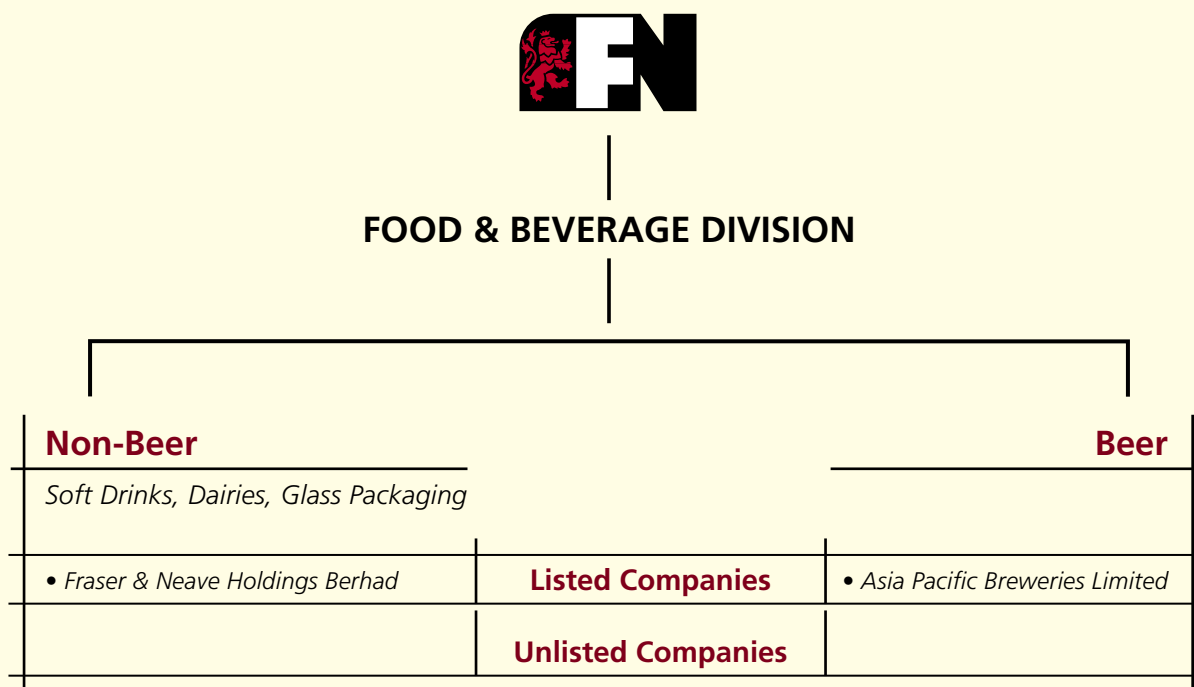 FN
FOOD & BEVERAGE DIVISION
Non-Beer
Beer
Soft Drinks, Dairies, Glass Packaging
• Fraser & Neave Holdings Berhad
Listed Companies
• Asia Pacific Breweries Limited
Unlisted Companies